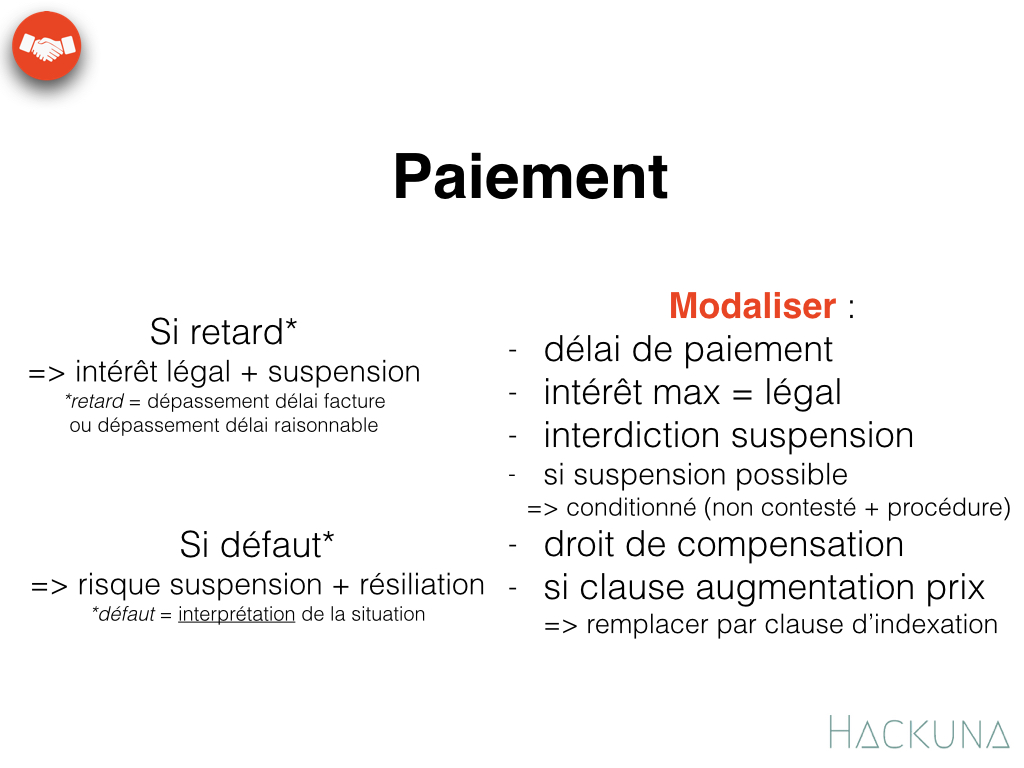 Paiement
Si retard*
=> intérêt légal + suspension
*retard = dépassement délai facture
ou dépassement délai raisonnable
Si défaut*
=> risque suspension + résiliation
*défaut = interprétation de la situation
Modaliser :
- délai de paiement
- intérêt max = légal
- interdiction suspension
- si suspension possible
=> conditionné (non contesté + procédure)
- droit de compensation
- si clause augmentation prix
=> remplacer par clause d’indexation
HACKUNA